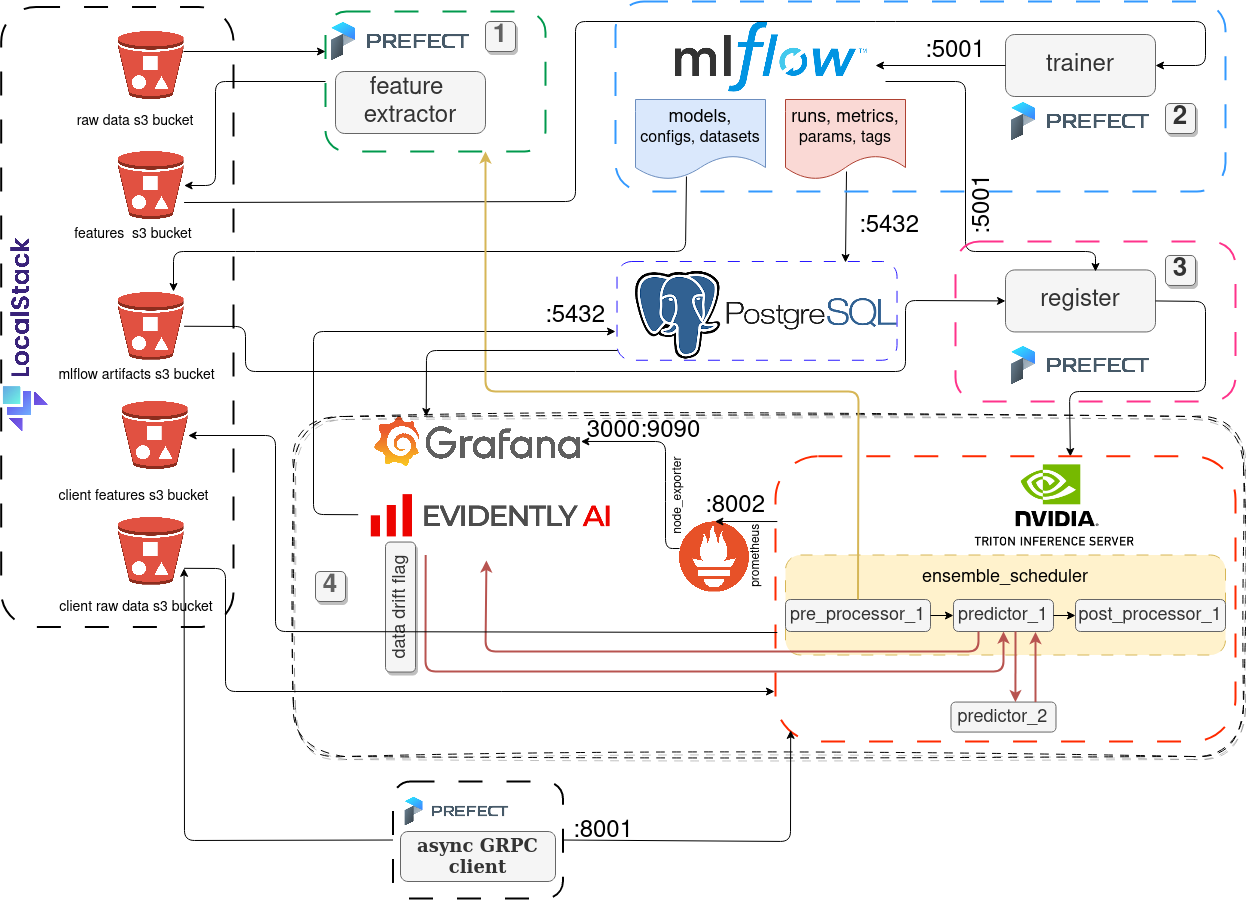 PREFECT
1
feature
extractor
raw data s3 bucket
features  s3 bucket
mlflow artifacts s3 bucket
client features s3 bucket
client raw data s3 bucket
LocalStack
mlflow™
:5001
trainer
PREFECT
2
models,
configs, datasets
runs, metrics,
params, tags
:5432
:5001
PostgreSQL
:5432
3
register
PREFECT
Grafana
3000:9090
node_exporter
:8002
prometheus
EVIDENTLY AI
4
data drift flag
NVIDIA.
TRITON INFERENCE SERVER
ensemble_scheduler
pre_processor_1
predictor_1
post_processor_1
predictor_2
PREFECT
async GRPC
client
:8001